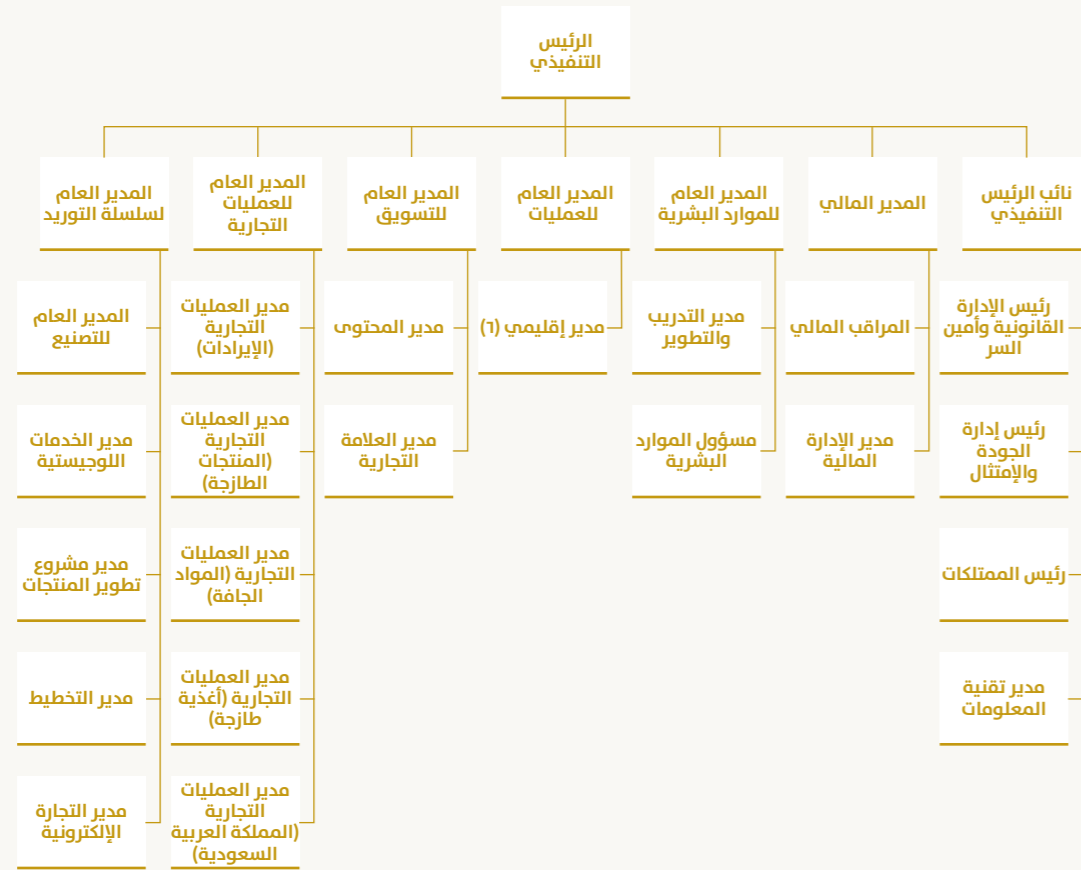 الرئيس
التنفيذي
نائب الرئيس
التنفيذي
المدير المالي
المدير العام
للموارد البشرية
المدير العام
للعمليات
المدير العام
للتسويق
المدير العام
للعمليات
التجارية
المدير العام
لسلسلة التوريد
رئيس الإدارة
القانونية وأمين
السر
المراقب المالي
مدير التدريب
والتطوير
مدير إقليمي (٦)
مدير المحتوى
مدير العمليات
التجارية
(الإيرادات)
المدير العام
للتصنيع
رئيس إدارة
الجودة
والإمتثال
مدير الإدارة
المالية
مسؤول الموارد
البشرية
مدير العلامة
التجارية
مدير العمليات
التجارية
(المنتجات
الطازجة)
مدير الخدمات
اللوجيستية
رئيس الممتلكات
مدير العمليات
التجارية (المواد
الجافة)
مدير مشروع
تطوير المنتجات
مدير تقنية
المعلومات
مدير العمليات
التجارية (أغذية
طازجة)
مدير التخطيط
مدير العمليات
التجارية
(المملكة العربية
السعودية)
مدير التجارة
الإلكترونية